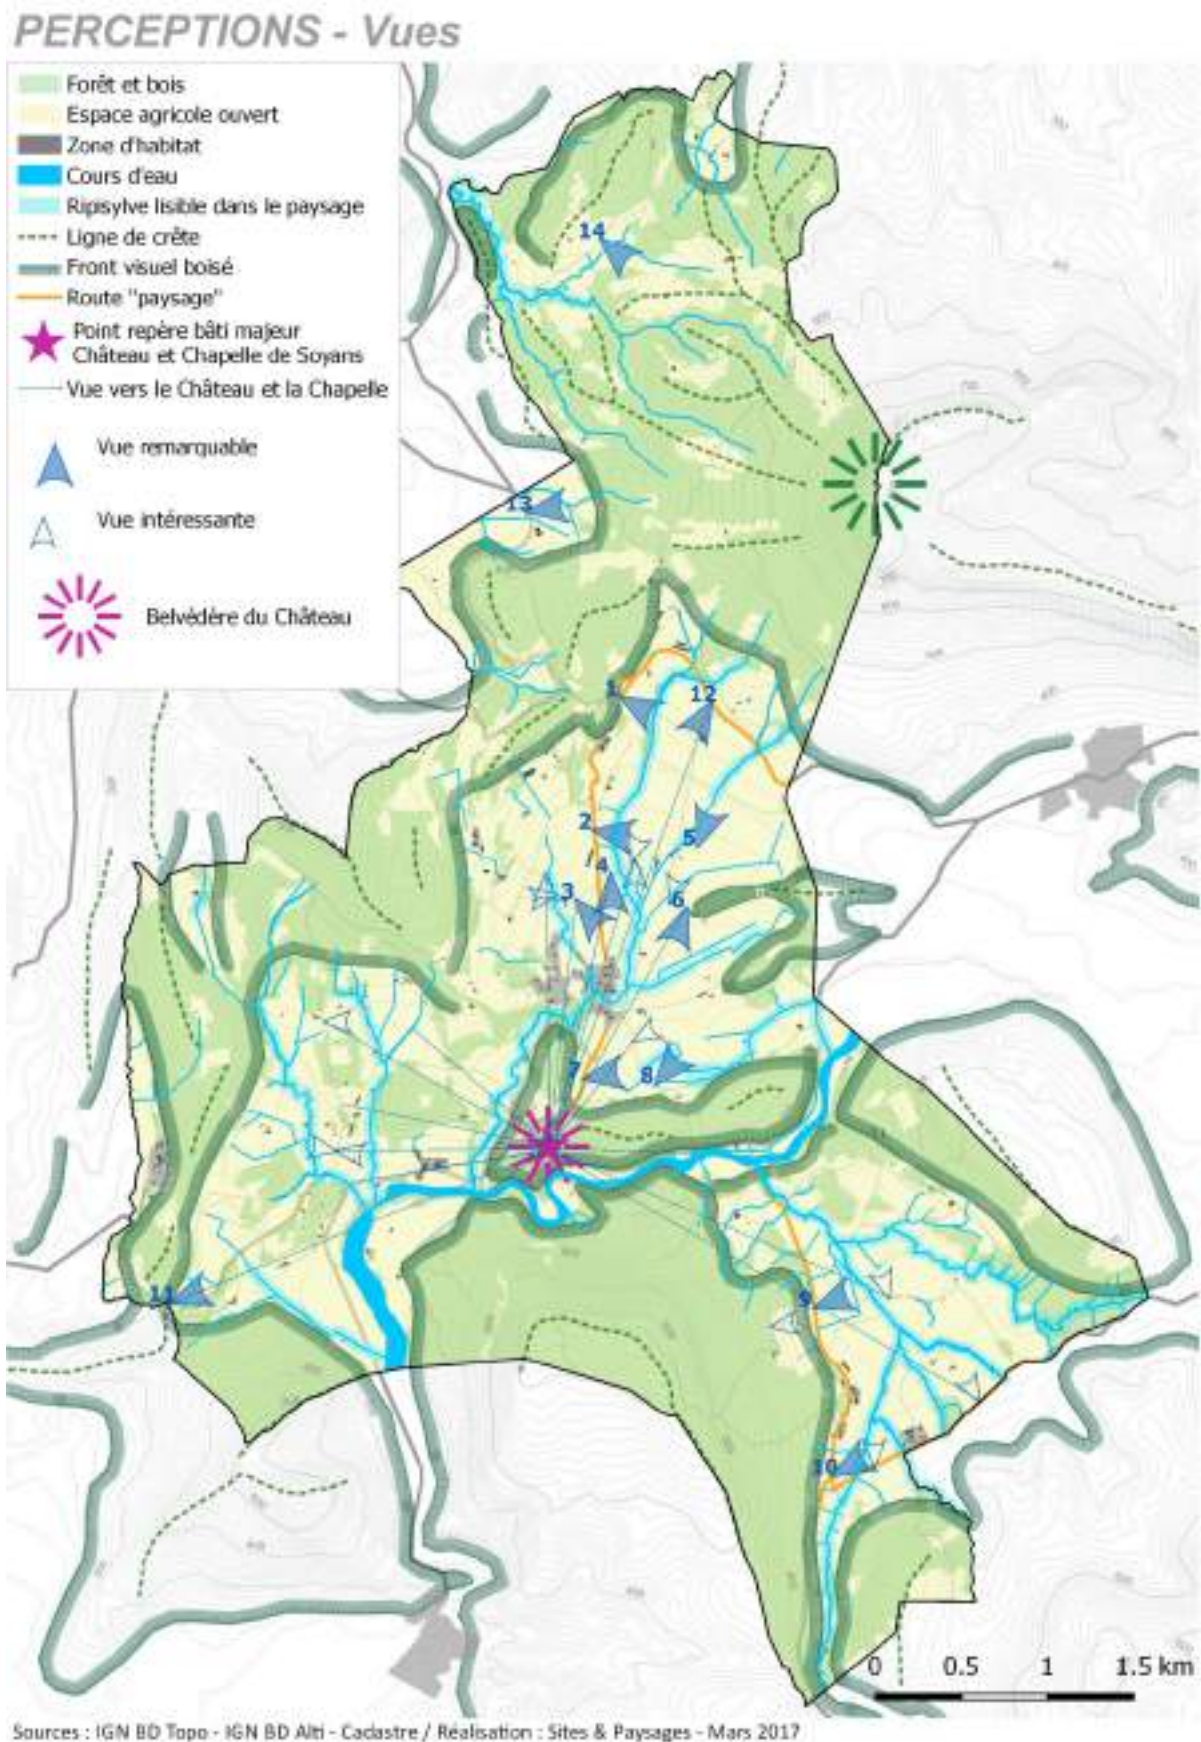 PERCEPTIONS - Vues
Forêt et bois
Espace agricole ouvert
Zone d'habitat
Cours d'eau
Ripisylve lisible dans le paysage
Ligne de crête
Front visuel boisé
Route "paysage"
Point repère bâti majeur
Château et Chapelle de Soyans
Vue vers le Château et la Chapelle
Vue remarquable
Vue intéressante
Belvédère du Château
14
13
1
12
2
5
4
3
6
7
8
11
9
10
0 0.5 1 1.5 km
Sources : IGN BD Topo - IGN BD Alti - Cadastre / Réalisation : Sites & Paysages - Mars 2017